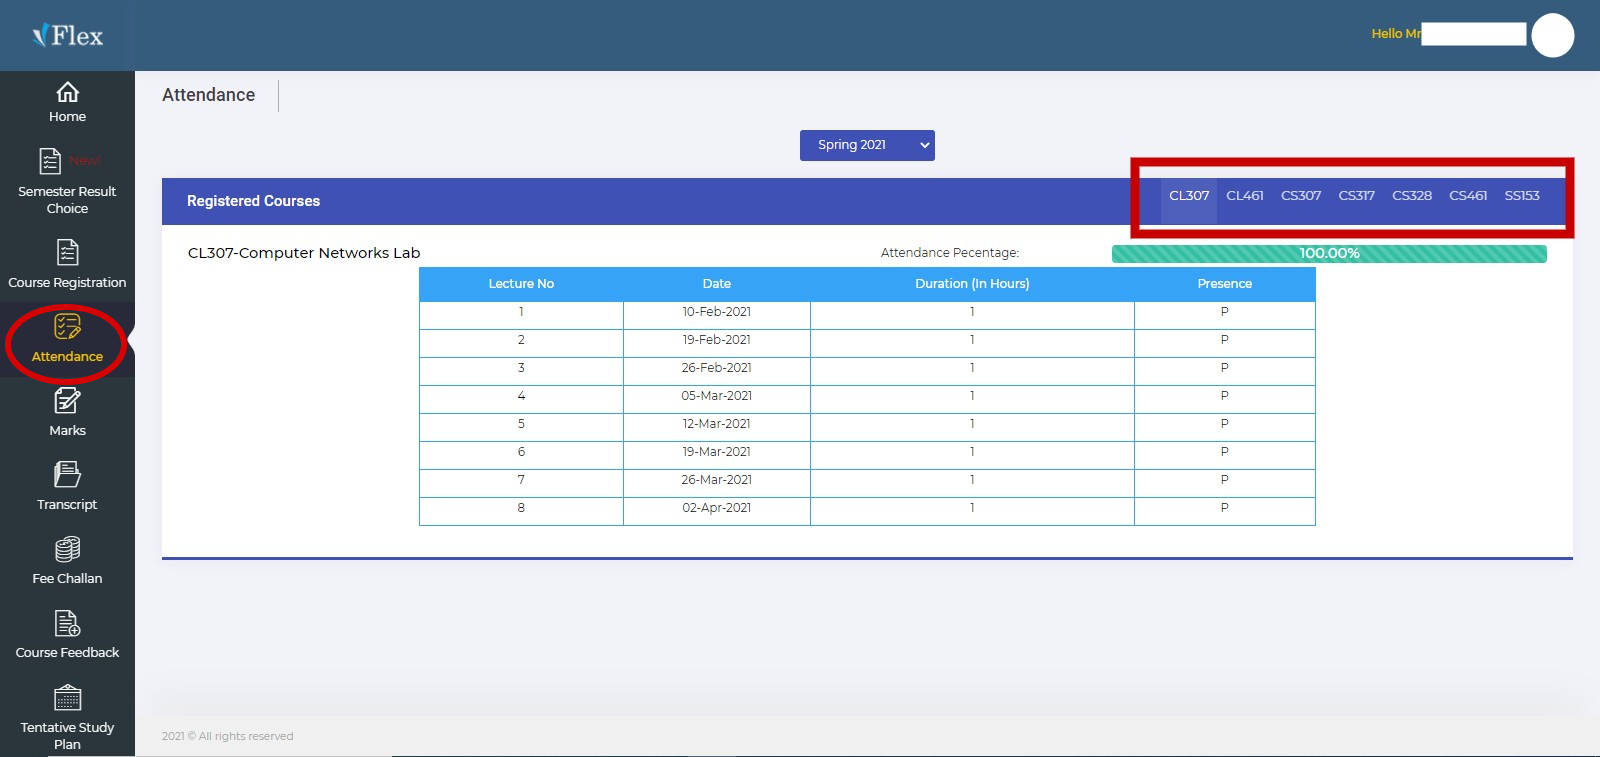 Flex
Hello Mr
Home
New!
Semester Result
Choice
Course Registration
Attendance
Marks
Transcript
Fee Challan
Course Feedback
Tentative Study
Plan
Attendance
Spring 2021
Registered Courses
CL307 CL461 CS307 CS317 CS328 CS461 SS153
CL307-Computer Networks Lab Attendance Pecentage: 100.00%
Lecture No Date Duration (In Hours) Presence
1 10-Feb-2021 1 P
2 19-Feb-2021 1 P
3 26-Feb-2021 1 P
4 05-Mar-2021 1 P
5 12-Mar-2021 1 P
6 19-Mar-2021 1 P
7 26-Mar-2021 1 P
8 02-Apr-2021 1 P
2021 © All rights reserved